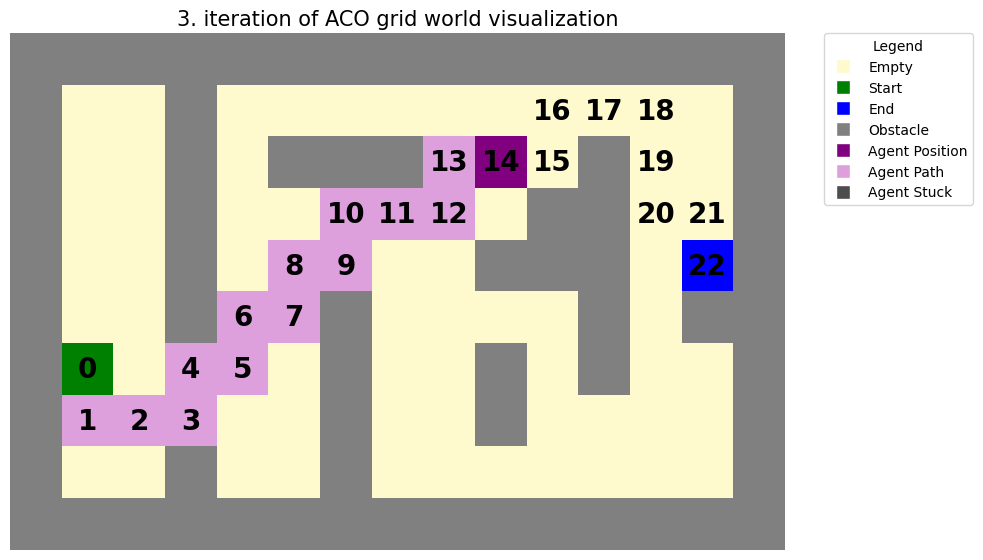 3. iteration of ACO grid world visualization
Legend
Empty
Start
End
Obstacle
Agent Position
Agent Path
Agent Stuck
16 17 18
13 14 15 19
10 11 12 20 21
8 9 22
6 7
0 4 5
1 2 3